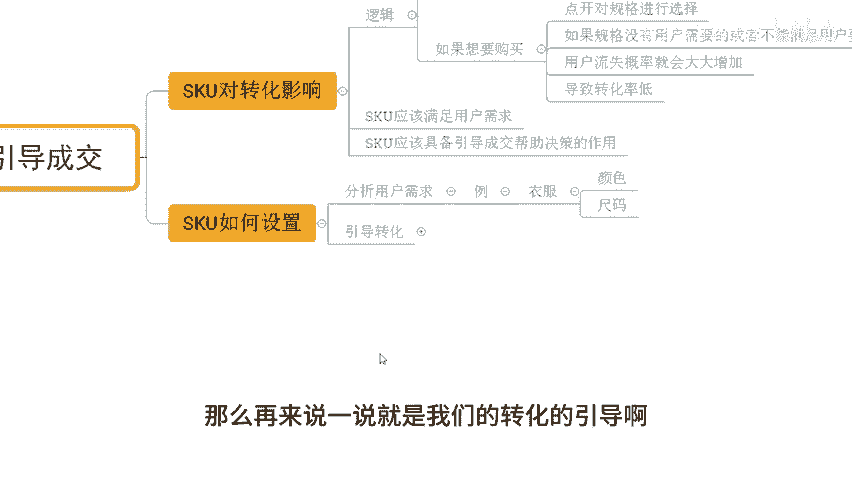 逻辑
点开对规格进行选择
如果想要购买
如果规格没有用户需要的或者不能满足用户
用户流失概率就会大大增加
导致转化率低
SKU对转化影响
SKU应该满足用户需求
SKU应该具备引导成交帮助决策的作用
引导成交
SKU如何设置
分析用户需求
例
衣服
颜色
尺码
引导转化
那么再来说一说就是我们的转化的引导啊